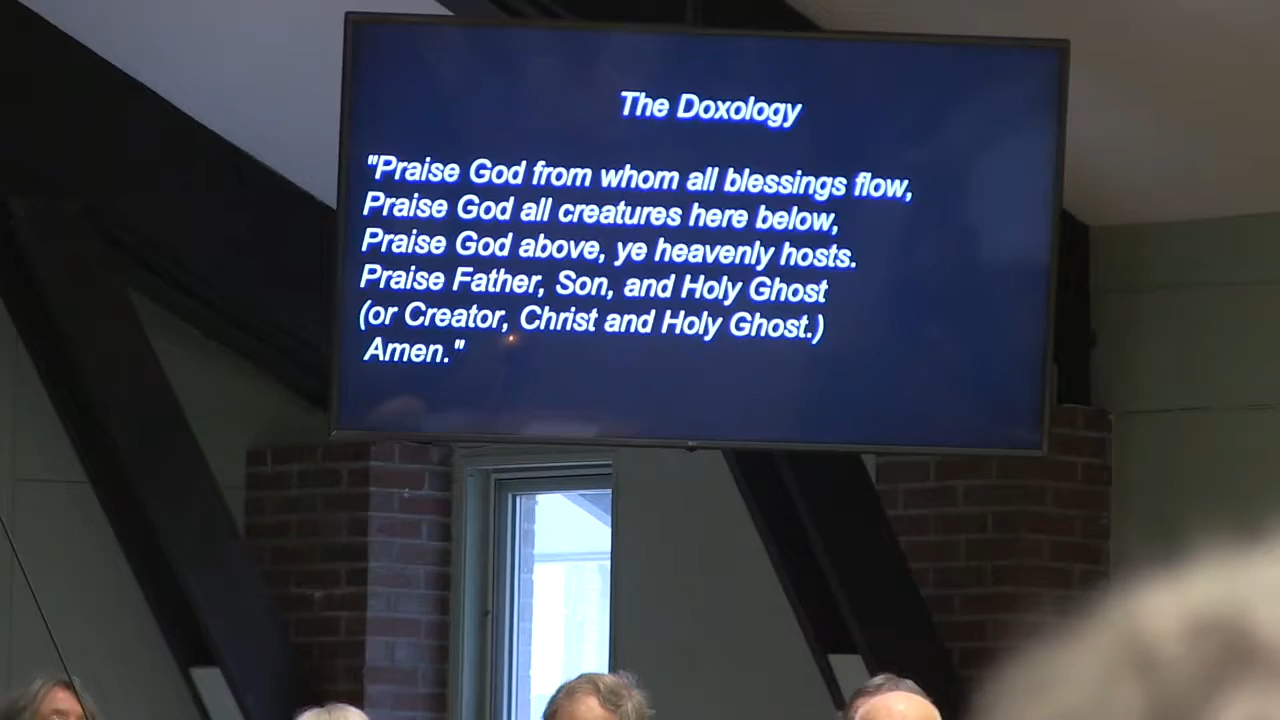 The Doxology
"Praise God from whom all blessings flow,
Praise God all creatures here below,
Praise God above, ye heavenly hosts.
Praise Father, Son, and Holy Ghost
(or Creator, Christ and Holy Ghost.)
Amen."